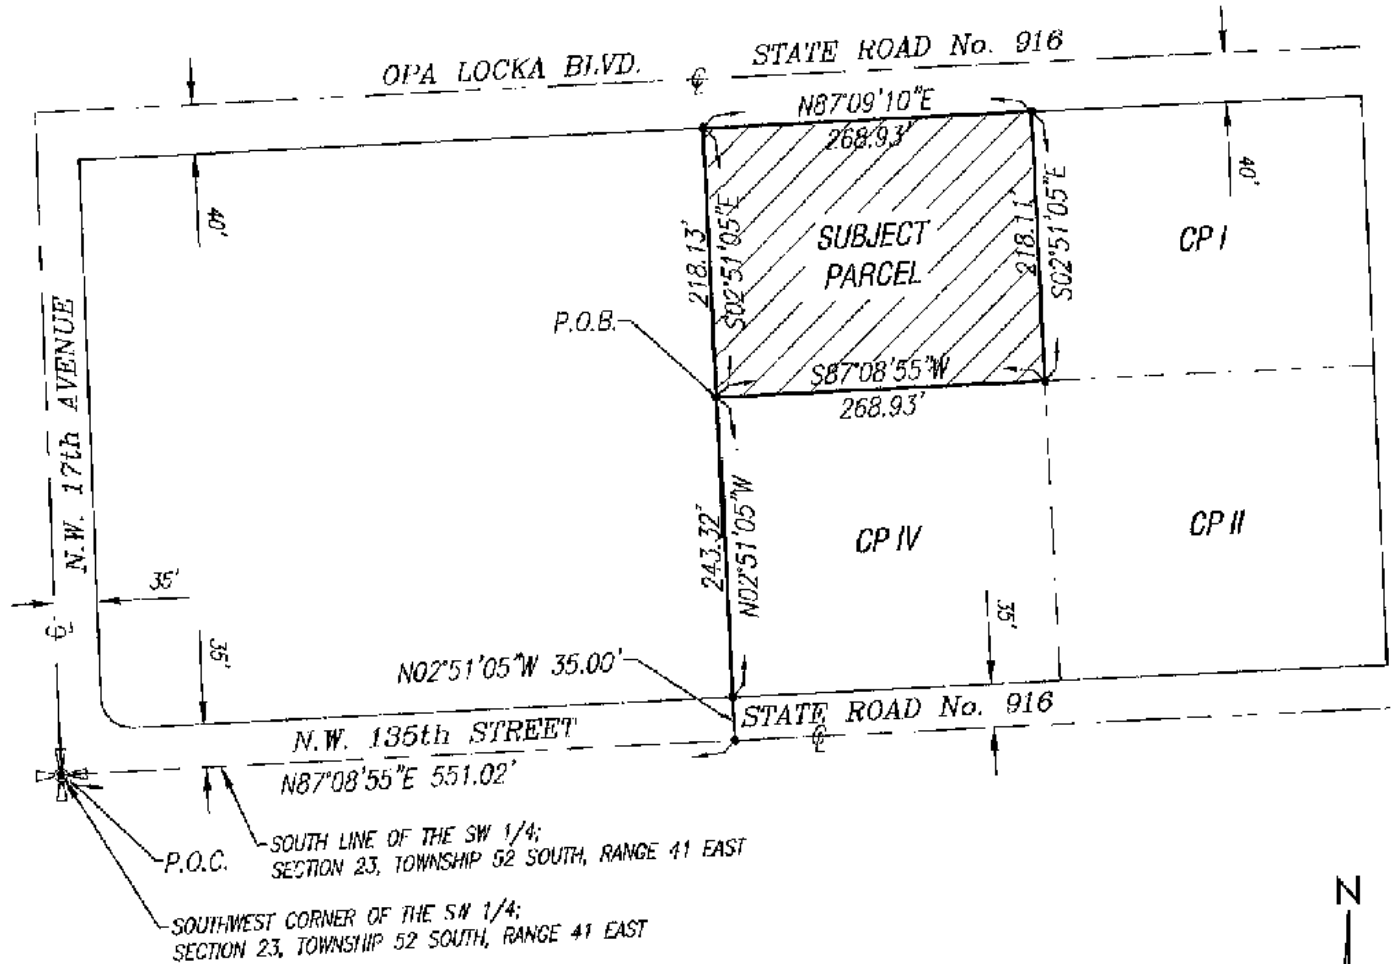 OPA LOCKA BLVD.
STATE ROAD No. 916
℄
N87°09'10"E
268.93'
40'
40'
218.13'
S02°51'05"E
SUBJECT
PARCEL
218.11'
S02°51'05"E
CP I
P.O.B.
S87°08'55"W
268.93'
N.W. 17th AVENUE
243.32'
N02°51'05"W
CP IV
CP II
35'
℄
35'
35'
N02°51'05"W 35.00'
STATE ROAD No. 916
N.W. 135th STREET
℄
N87°08'55"E 551.02'
P.O.C.
SOUTH LINE OF THE SW 1/4;
SECTION 23, TOWNSHIP 52 SOUTH, RANGE 41 EAST
SOUTHWEST CORNER OF THE SW 1/4;
SECTION 23, TOWNSHIP 52 SOUTH, RANGE 41 EAST
N